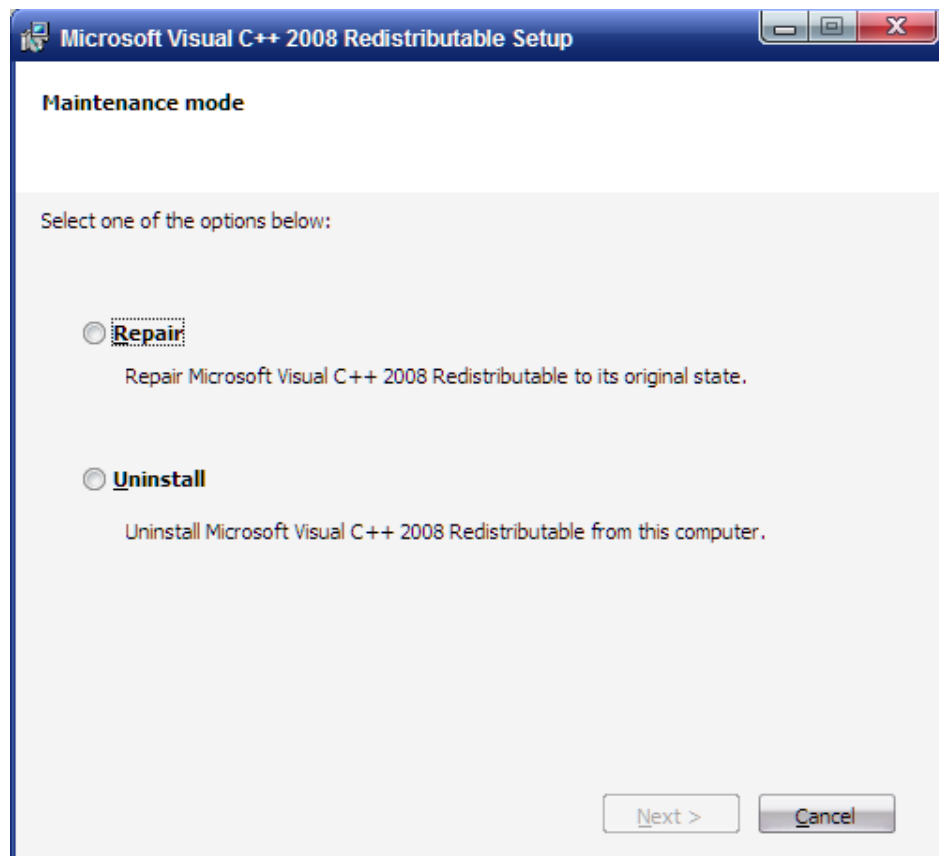 Microsoft Visual C++ 2008 Redistributable Setup
Maintenance mode
Select one of the options below:
Repair
Repair Microsoft Visual C++ 2008 Redistributable to its original state.
Uninstall
Uninstall Microsoft Visual C++ 2008 Redistributable from this computer.
Next >
Cancel